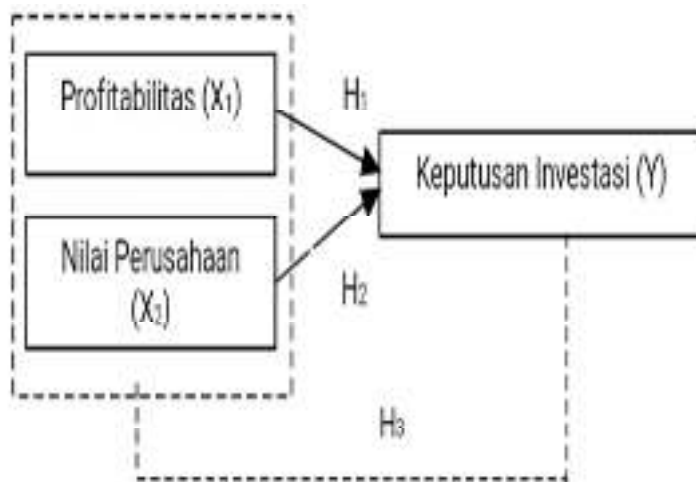 Profitabilitas (X₁)
H₁
Keputusan Investasi (Y)
Nilai Perusahaan
(X₂)
H₂
H₃